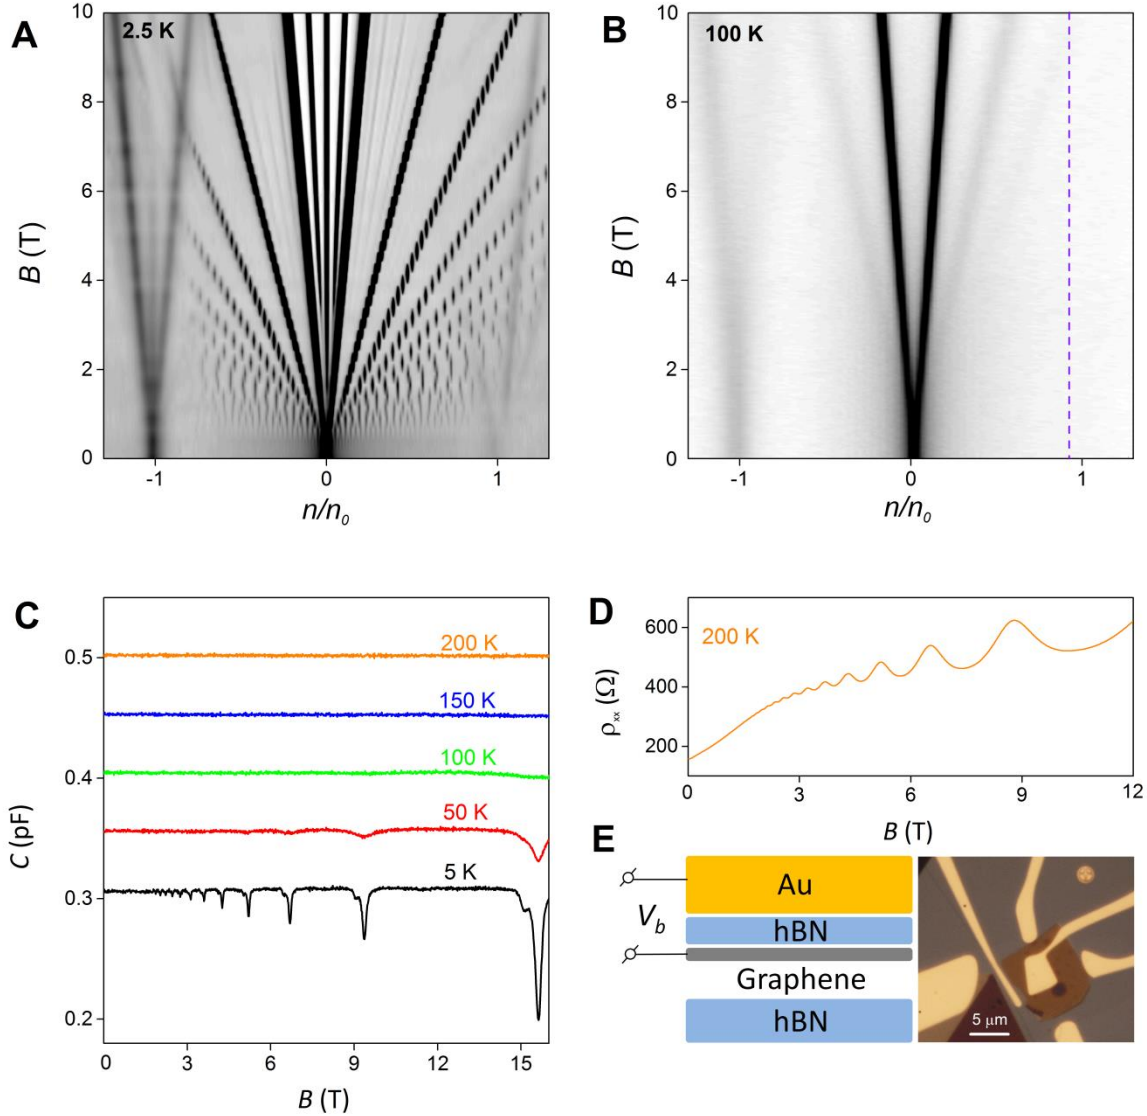 A
2.5 K
B (T)
10
8
6
4
2
0
-1
0
1
n/n0
B
100 K
B (T)
10
8
6
4
2
0
-1
0
1
n/n0
C
C (pF)
0.5
0.4
0.3
0.2
200 K
150 K
100 K
50 K
5 K
0
3
6
9
12
15
B (T)
D
200 K
ρxx (Ω)
600
400
200
0
3
6
9
12
B (T)
E
Vb
Au
hBN
Graphene
hBN
5 μm